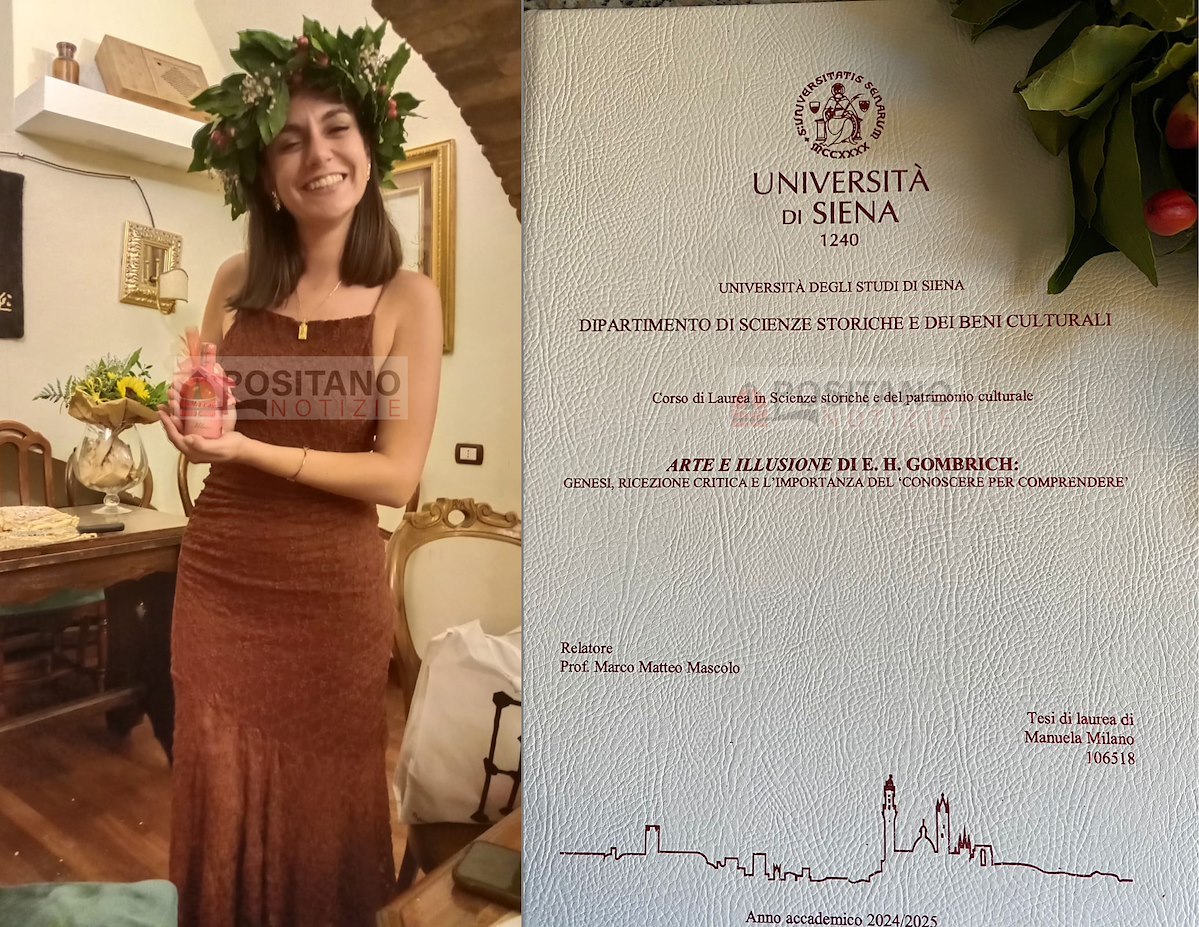 POSITANO
NOTIZIE
S·UNIVERSITATIS SENARUM
MCCXXXX
UNIVERSITÀ
DI SIENA
1240
UNIVERSITÀ DEGLI STUDI DI SIENA
DIPARTIMENTO DI SCIENZE STORICHE E DEI BENI CULTURALI
Corso di Laurea in Scienze storiche e del patrimonio culturale
POSITANO
NOTIZIE
ARTE E ILLUSIONE DI E. H. GOMBRICH:
GENESI, RICEZIONE CRITICA E L'IMPORTANZA DEL 'CONOSCERE PER COMPRENDERE'
Relatore
Prof. Marco Matteo Mascolo
Tesi di laurea di
Manuela Milano
106518
Anno accademico 2024/2025